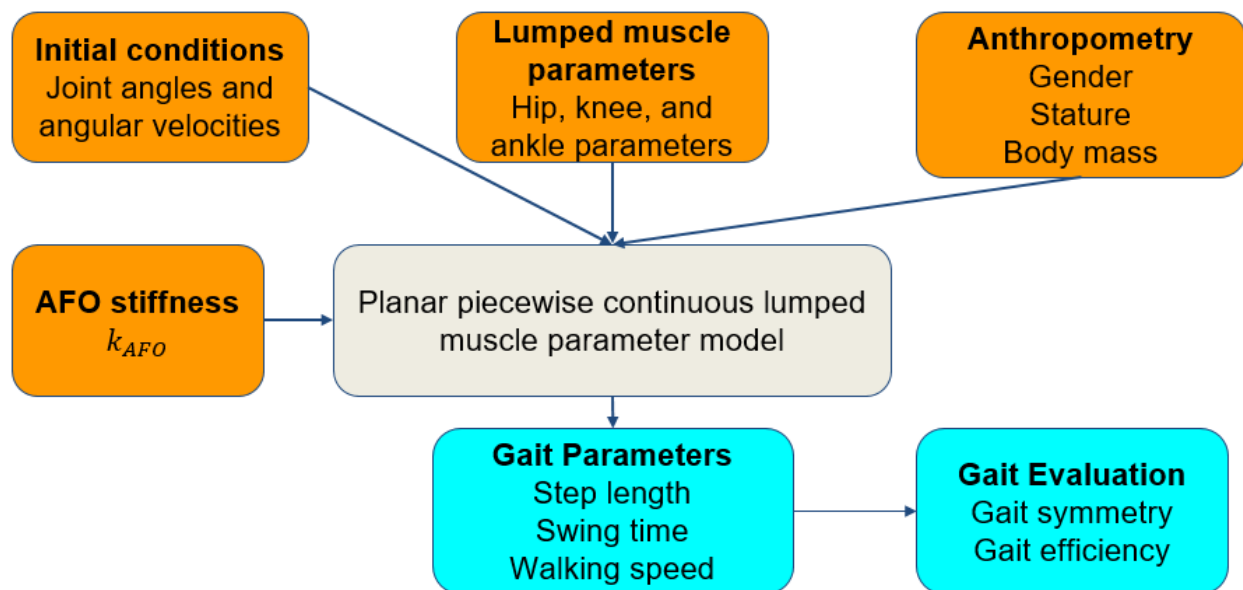 Initial conditions
Joint angles and
angular velocities
Lumped muscle
parameters
Hip, knee, and
ankle parameters
Anthropometry
Gender
Stature
Body mass
AFO stiffness
k_{AFO}
Planar piecewise continuous lumped
muscle parameter model
Gait Parameters
Step length
Swing time
Walking speed
Gait Evaluation
Gait symmetry
Gait efficiency